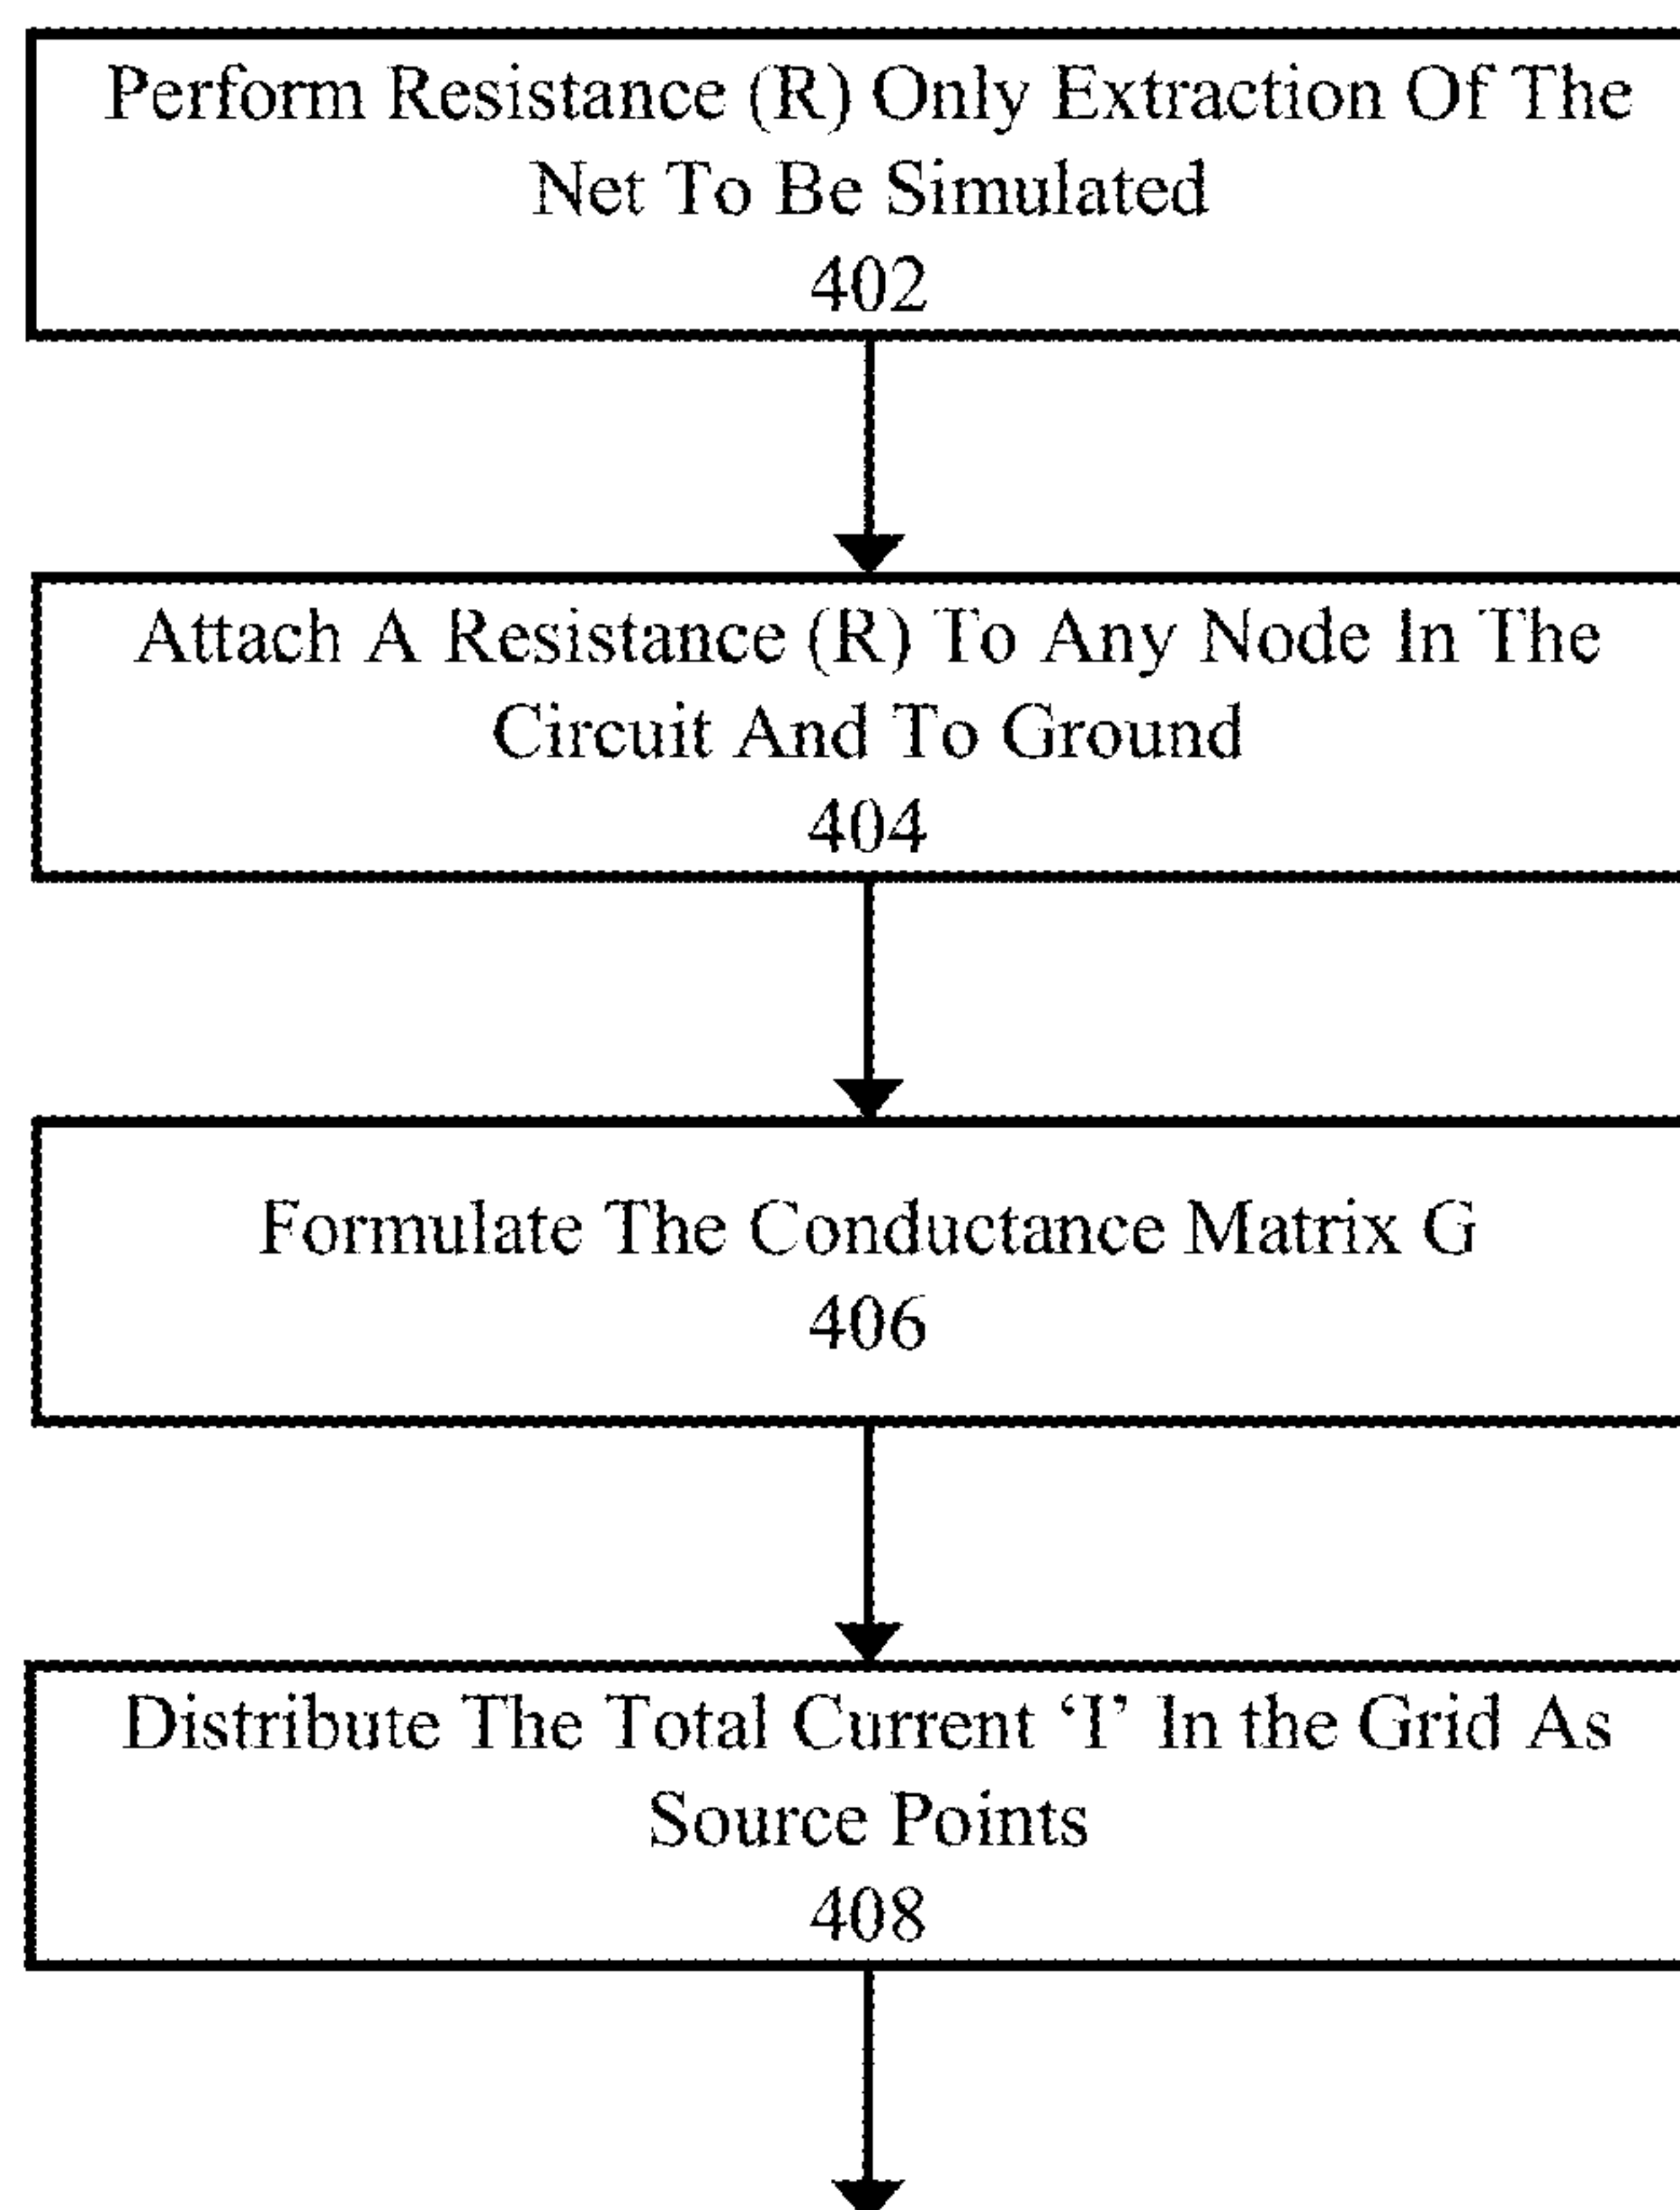 Perform Resistance (R) Only Extraction Of The
Net To Be Simulated
402
Attach A Resistance (R) To Any Node In The
Circuit And To Ground
404
Formulate The Conductance Matrix G
406
Distribute The Total Current ‘I’ In the Grid As
Source Points
408